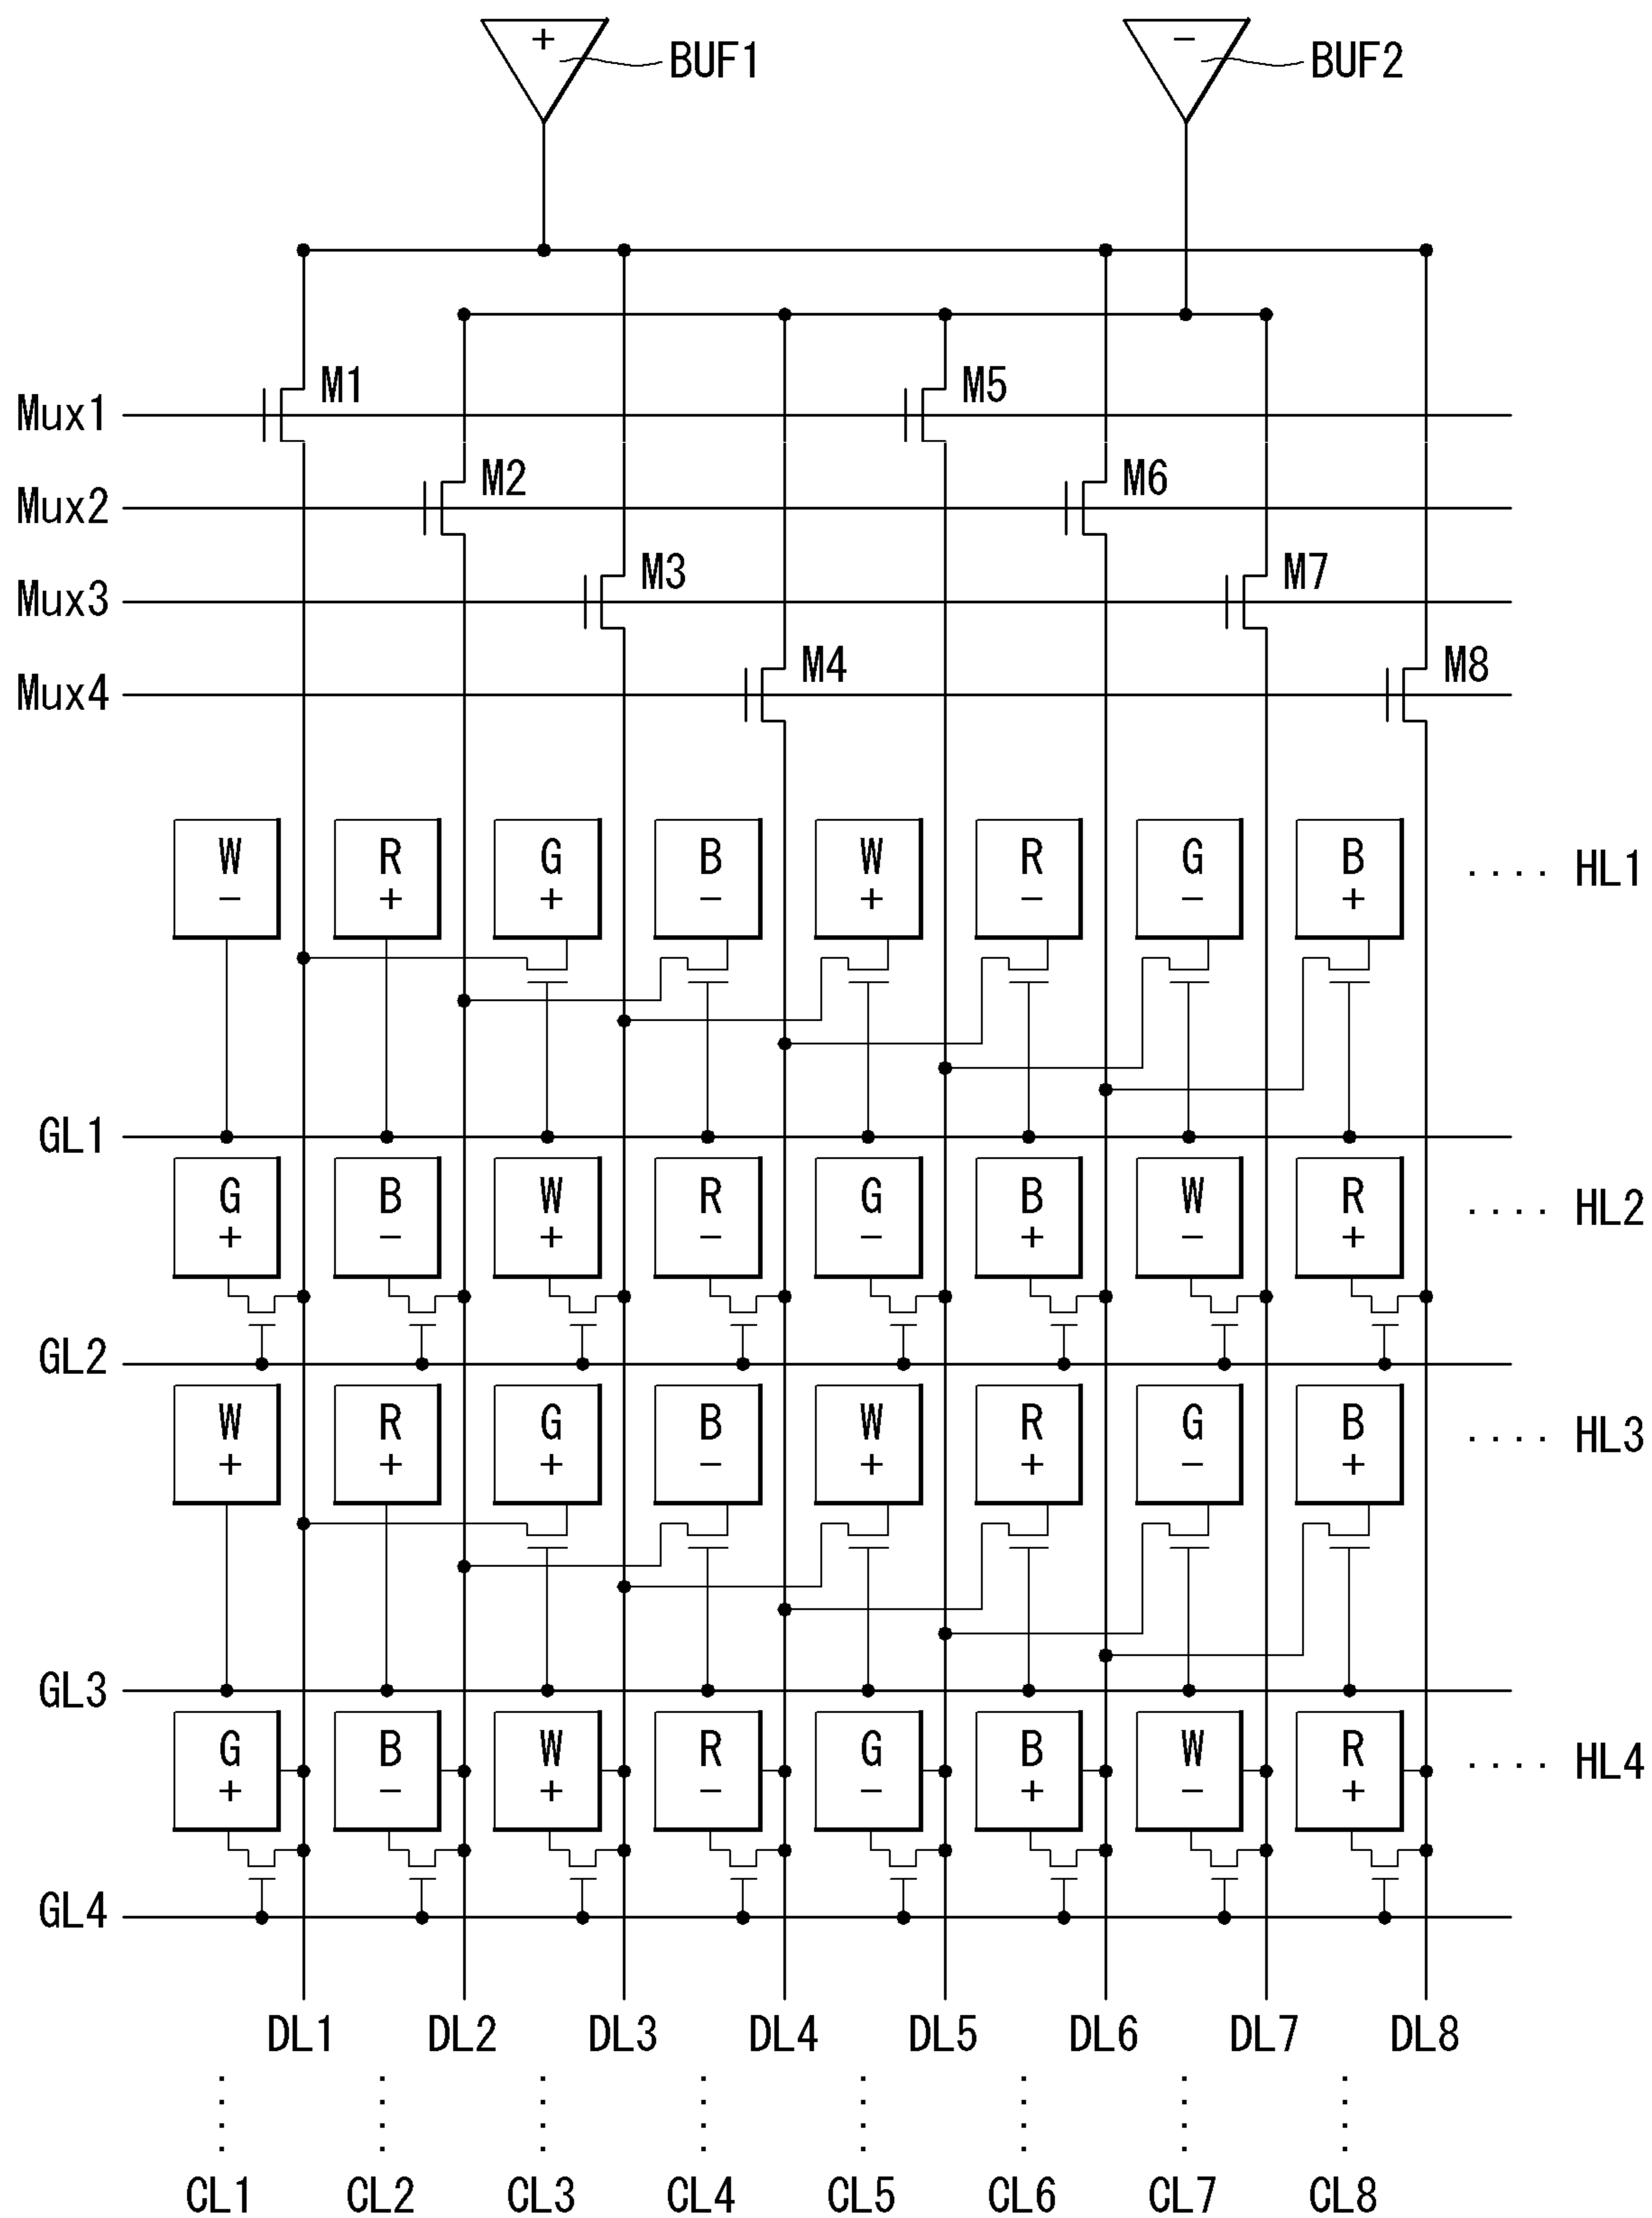 + BUF1 - BUF2
M1 M5
Mux1
M2 M6
Mux2
M3 M7
Mux3
M4 M8
Mux4
W R G B W R G B
- + + - + - - + ···· HL1
GL1
G B W R G B W R
+ - + - - + - + ···· HL2
GL2
W R G B W R G B
+ + + - + + - + ···· HL3
GL3
G B W R G B W R
+ - + - - + - + ···· HL4
GL4
DL1 DL2 DL3 DL4 DL5 DL6 DL7 DL8
CL1 CL2 CL3 CL4 CL5 CL6 CL7 CL8